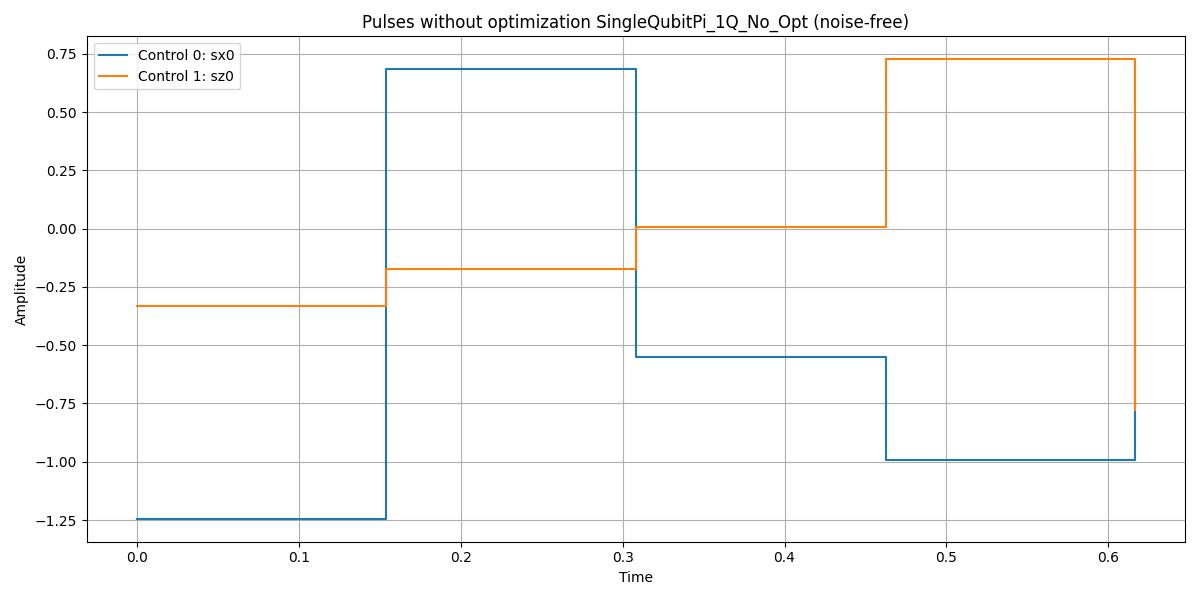 Pulses without optimization SingleQubitPi_1Q_No_Opt (noise-free)
Control 0: sx0
Control 1: sz0
0.75
0.50
0.25
0.00
−0.25
−0.50
−0.75
−1.00
−1.25
Amplitude
0.0 0.1 0.2 0.3 0.4 0.5 0.6
Time